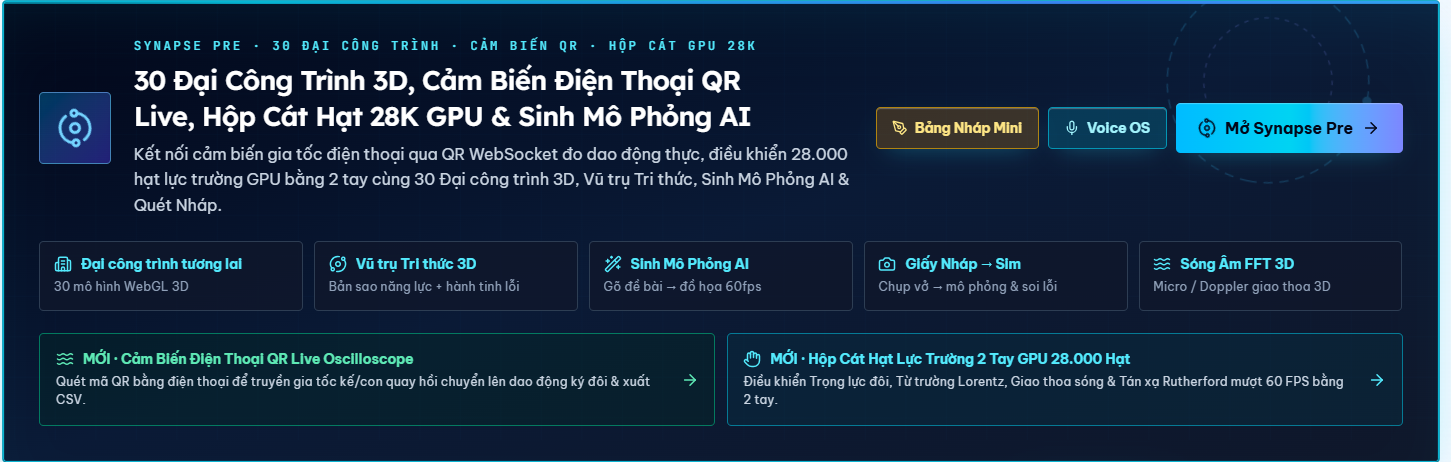 SYNAPSE PRE · 30 ĐẠI CÔNG TRÌNH · CẢM BIẾN QR · HỘP CÁT GPU 28K
30 Đại Công Trình 3D, Cảm Biến Điện Thoại QR
Live, Hộp Cát Hạt 28K GPU & Sinh Mô Phỏng AI
Kết nối cảm biến gia tốc điện thoại qua QR WebSocket đo dao động thực, điều khiển 28.000
hạt lực trường GPU bằng 2 tay cùng 30 Đại công trình 3D, Vũ trụ Tri thức, Sinh Mô Phỏng AI &
Quét Nháp.
Bảng Nháp Mini
Voice OS
Mở Synapse Pre →
Đại công trình tương lai
30 mô hình WebGL 3D
Vũ trụ Tri thức 3D
Bản sao năng lực + hành tinh lỗi
Sinh Mô Phỏng AI
Gõ đề bài → đồ họa 60fps
Giấy Nháp → Sim
Chụp vở → mô phỏng & soi lỗi
Sóng Âm FFT 3D
Micro / Doppler giao thoa 3D
MỚI · Cảm Biến Điện Thoại QR Live Oscilloscope
Quét mã QR bằng điện thoại để truyền gia tốc kế/con quay hồi chuyển lên dao động ký đôi & xuất
CSV.
MỚI · Hộp Cát Hạt Lực Trường 2 Tay GPU 28.000 Hạt
Điều khiển Trọng lực đôi, Từ trường Lorentz, Giao thoa sóng & Tán xạ Rutherford mượt 60 FPS bằng
2 tay.